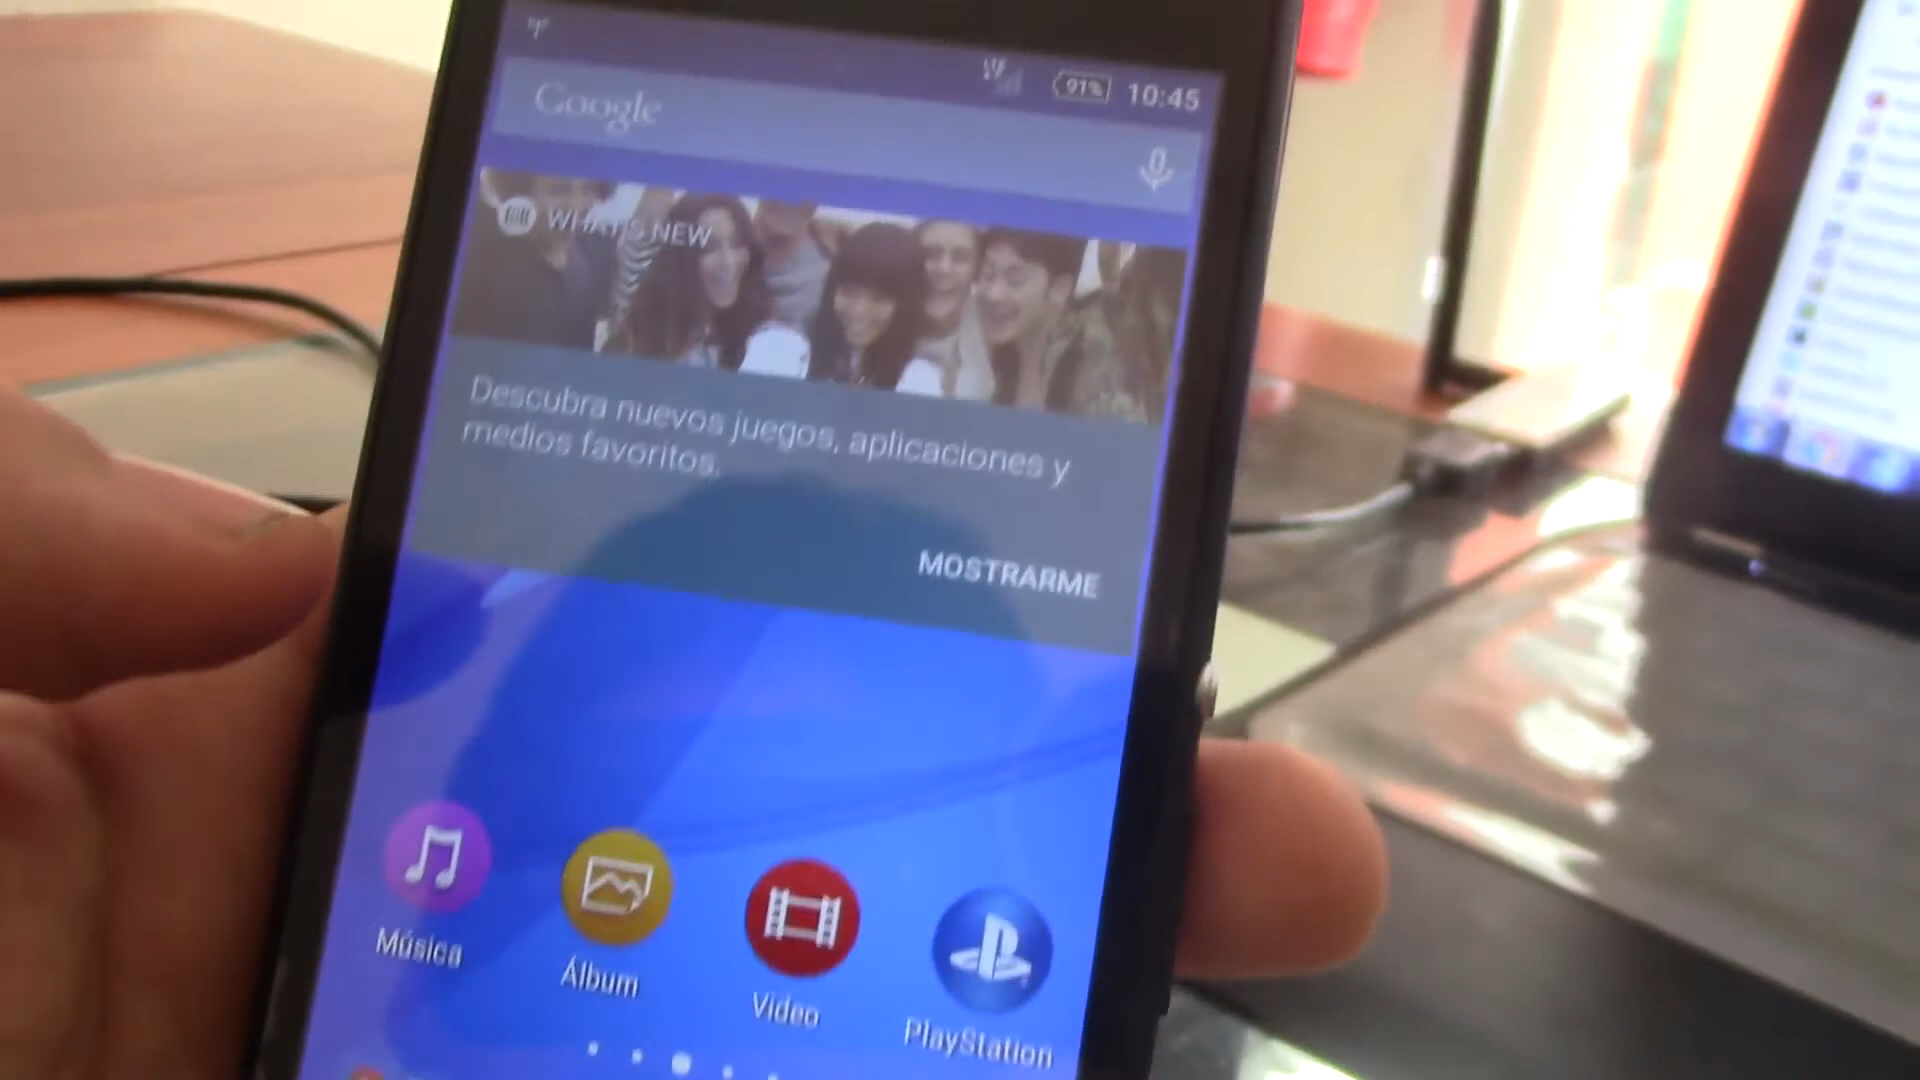 91% 10:45
Google
WHAT'S NEW
Descubra nuevos juegos, aplicaciones y
medios favoritos.
MOSTRARME
Música Álbum Video PlayStation